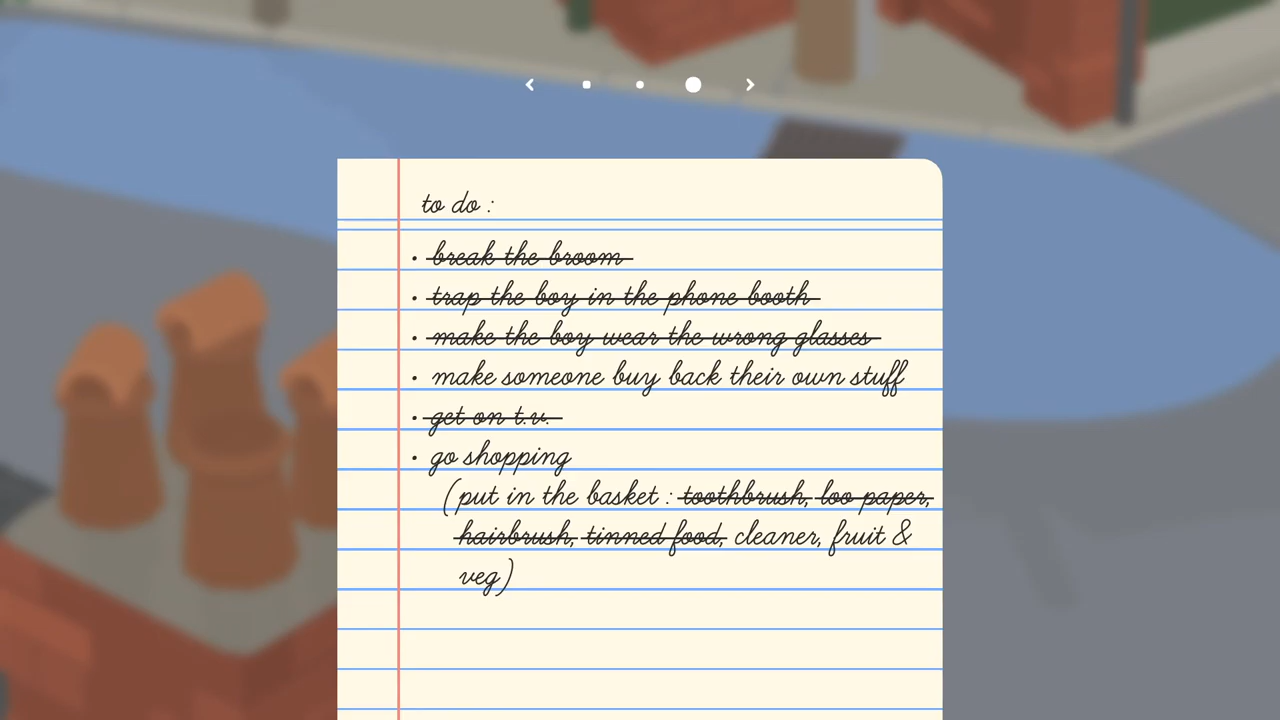 to do :
• break the broom
• trap the boy in the phone booth
• make the boy wear the wrong glasses
• make someone buy back their own stuff
• get on t.v.
• go shopping
(put in the basket : toothbrush, loo paper,
hairbrush, tinned food, cleaner, fruit &
veg)